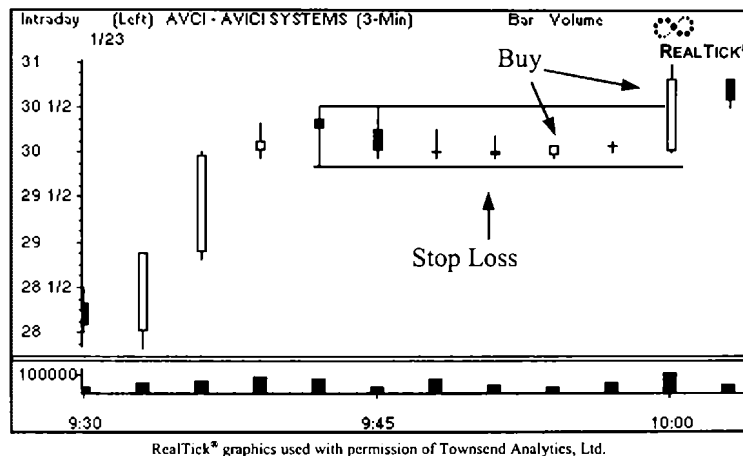 Intraday (Left) AVCI - AVICI SYSTEMS (3-Min) Bar Volume
1/23
REALTICK®
31
30 1/2
30
29 1/2
29
28 1/2
28
Buy
Stop Loss
100000
9:30 9:45 10:00
RealTick® graphics used with permission of Townsend Analytics, Ltd.